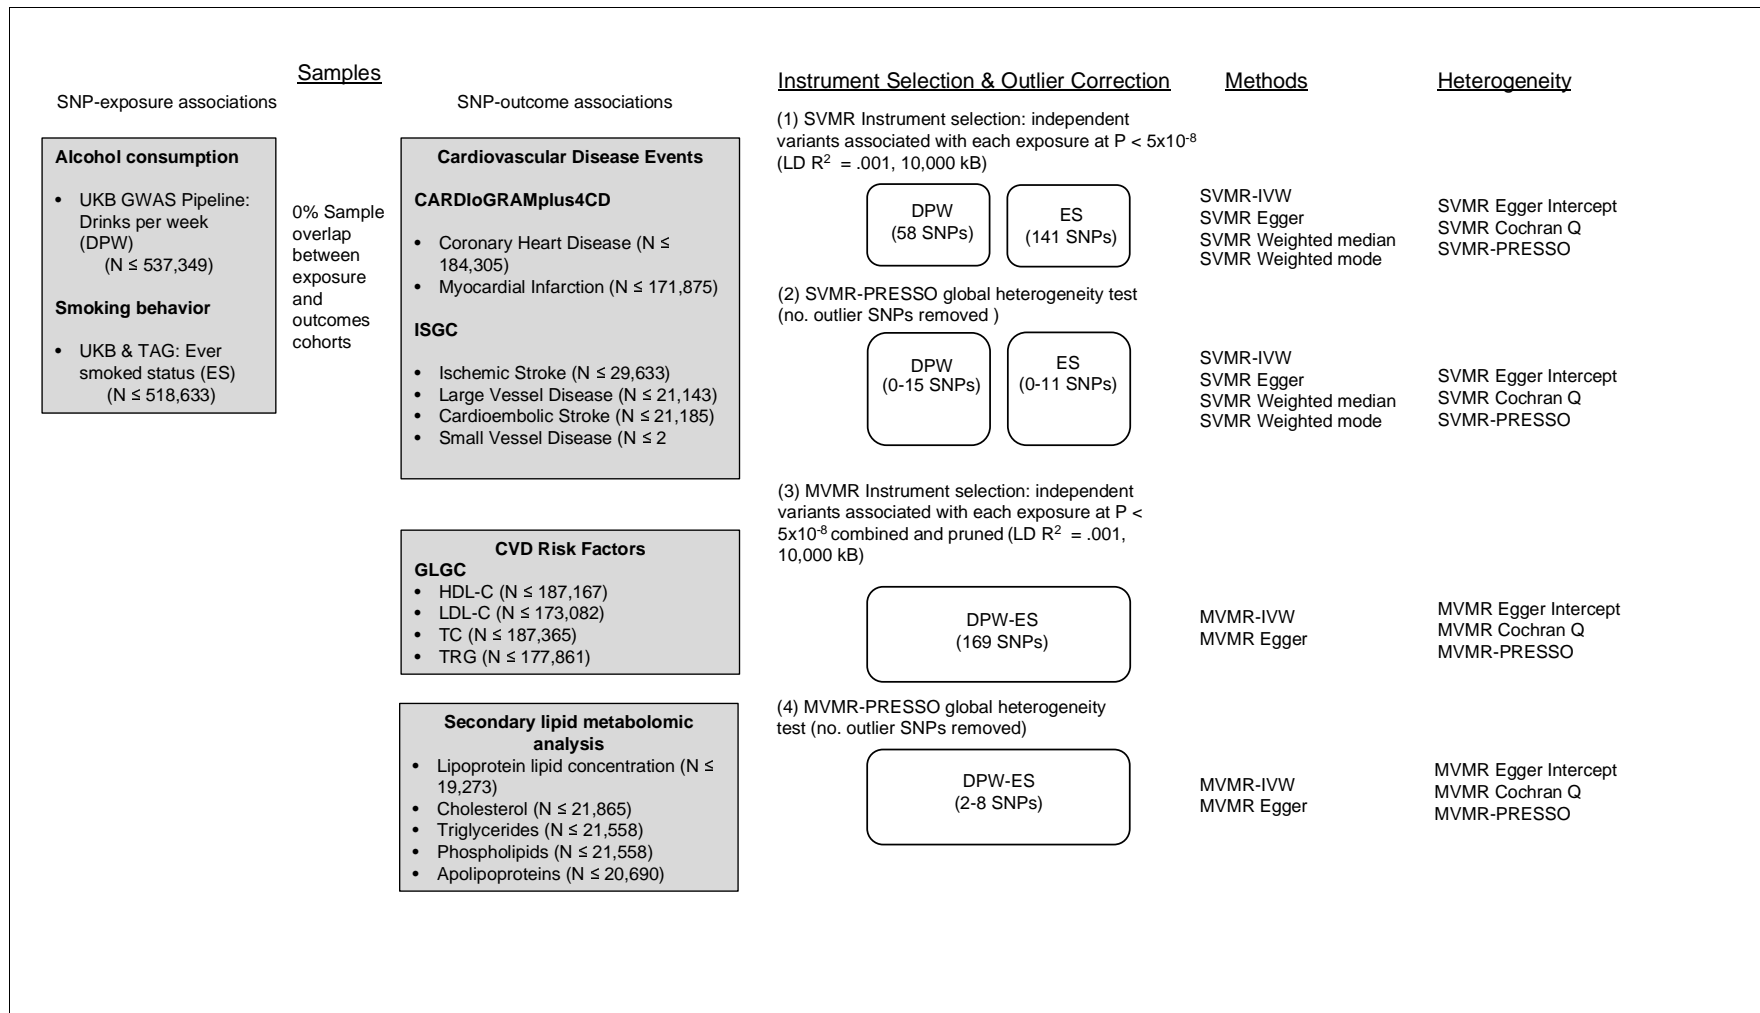 Samples
SNP-exposure associations
Alcohol consumption
• UKB GWAS Pipeline:
Drinks per week
(DPW)
(N ≤ 537,349)
Smoking behavior
• UKB & TAG: Ever
smoked status (ES)
(N ≤ 518,633)
0% Sample
overlap
between
exposure
and
outcomes
cohorts
SNP-outcome associations
Cardiovascular Disease Events
CARDIoGRAMplus4CD
• Coronary Heart Disease (N ≤
184,305)
• Myocardial Infarction (N ≤ 171,875)
ISGC
• Ischemic Stroke (N ≤ 29,633)
• Large Vessel Disease (N ≤ 21,143)
• Cardioembolic Stroke (N ≤ 21,185)
• Small Vessel Disease (N ≤ 2
CVD Risk Factors
GLGC
• HDL-C (N ≤ 187,167)
• LDL-C (N ≤ 173,082)
• TC (N ≤ 187,365)
• TRG (N ≤ 177,861)
Secondary lipid metabolomic
analysis
• Lipoprotein lipid concentration (N ≤
19,273)
• Cholesterol (N ≤ 21,865)
• Triglycerides (N ≤ 21,558)
• Phospholipids (N ≤ 21,558)
• Apolipoproteins (N ≤ 20,690)
Instrument Selection & Outlier Correction
Methods
Heterogeneity
(1) SVMR Instrument selection: independent
variants associated with each exposure at P < 5x10⁻⁸
(LD R² = .001, 10,000 kB)
DPW
(58 SNPs)
ES
(141 SNPs)
SVMR-IVW
SVMR Egger
SVMR Weighted median
SVMR Weighted mode
SVMR Egger Intercept
SVMR Cochran Q
SVMR-PRESSO
(2) SVMR-PRESSO global heterogeneity test
(no. outlier SNPs removed )
DPW
(0-15 SNPs)
ES
(0-11 SNPs)
SVMR-IVW
SVMR Egger
SVMR Weighted median
SVMR Weighted mode
SVMR Egger Intercept
SVMR Cochran Q
SVMR-PRESSO
(3) MVMR Instrument selection: independent
variants associated with each exposure at P <
5x10⁻⁸ combined and pruned (LD R² = .001,
10,000 kB)
DPW-ES
(169 SNPs)
MVMR-IVW
MVMR Egger
MVMR Egger Intercept
MVMR Cochran Q
MVMR-PRESSO
(4) MVMR-PRESSO global heterogeneity
test (no. outlier SNPs removed)
DPW-ES
(2-8 SNPs)
MVMR-IVW
MVMR Egger
MVMR Egger Intercept
MVMR Cochran Q
MVMR-PRESSO